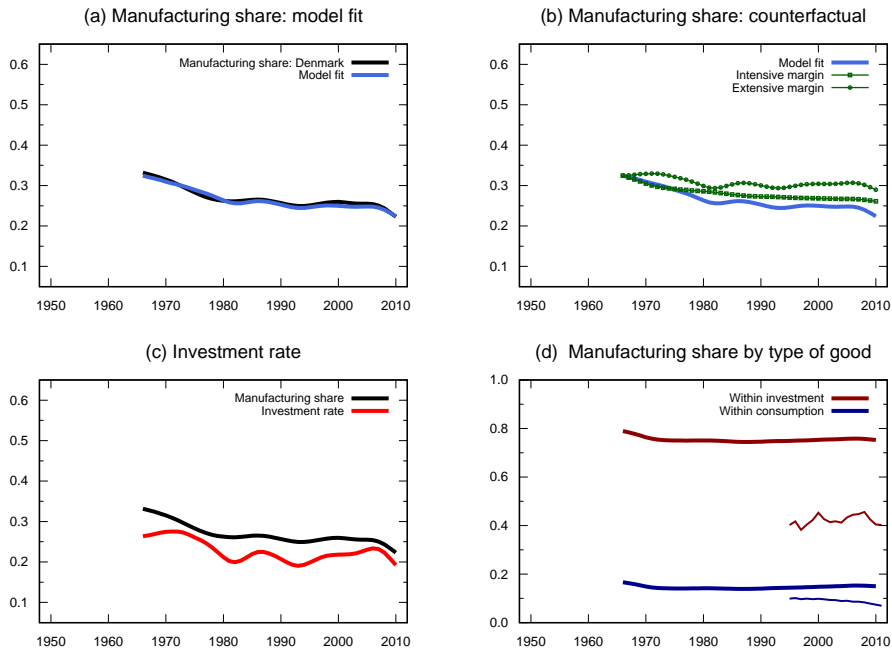 (a) Manufacturing share: model fit
0.6
0.5
0.4
0.3
0.2
0.1
Manufacturing share: Denmark
Model fit
1950 1960 1970 1980 1990 2000 2010
(b) Manufacturing share: counterfactual
0.6
0.5
0.4
0.3
0.2
0.1
Model fit
Intensive margin
Extensive margin
1950 1960 1970 1980 1990 2000 2010
(c) Investment rate
0.6
0.5
0.4
0.3
0.2
0.1
Manufacturing share
Investment rate
1950 1960 1970 1980 1990 2000 2010
(d) Manufacturing share by type of good
1.0
0.8
0.6
0.4
0.2
0.0
Within investment
Within consumption
1950 1960 1970 1980 1990 2000 2010